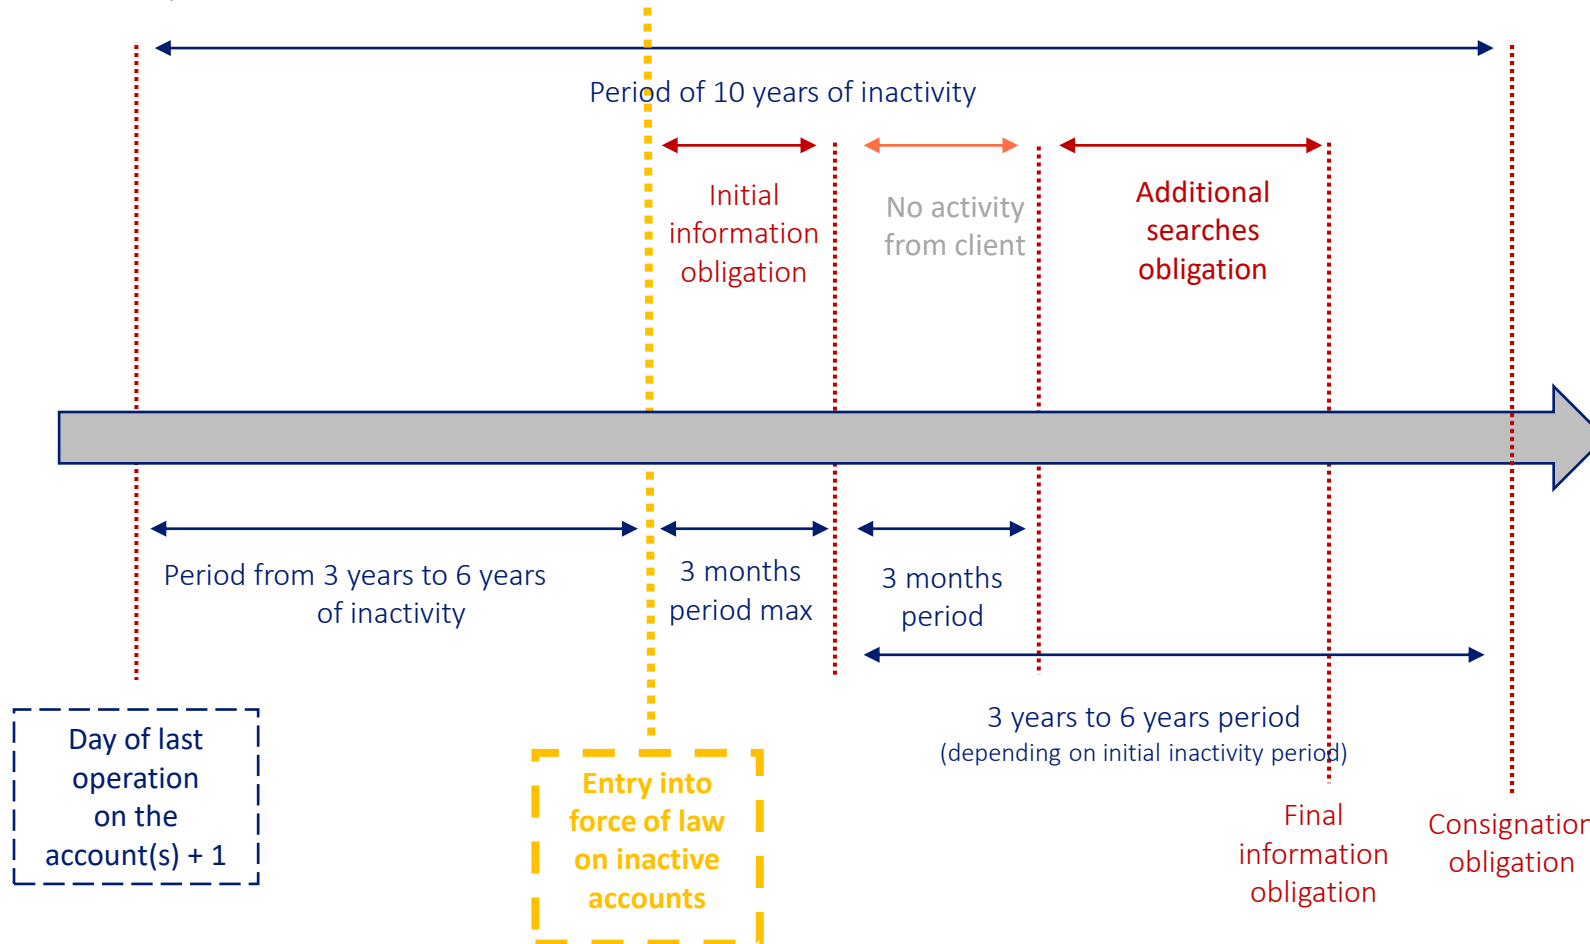 Period of 10 years of inactivity
Initial
information
obligation
No activity
from client
Additional
searches
obligation
Period from 3 years to 6 years
of inactivity
3 months
period max
3 months
period
3 years to 6 years period
(depending on initial inactivity period)
Day of last
operation
on the
account(s) + 1
Entry into
force of law
on inactive
accounts
Final
information
obligation
Consignation
obligation